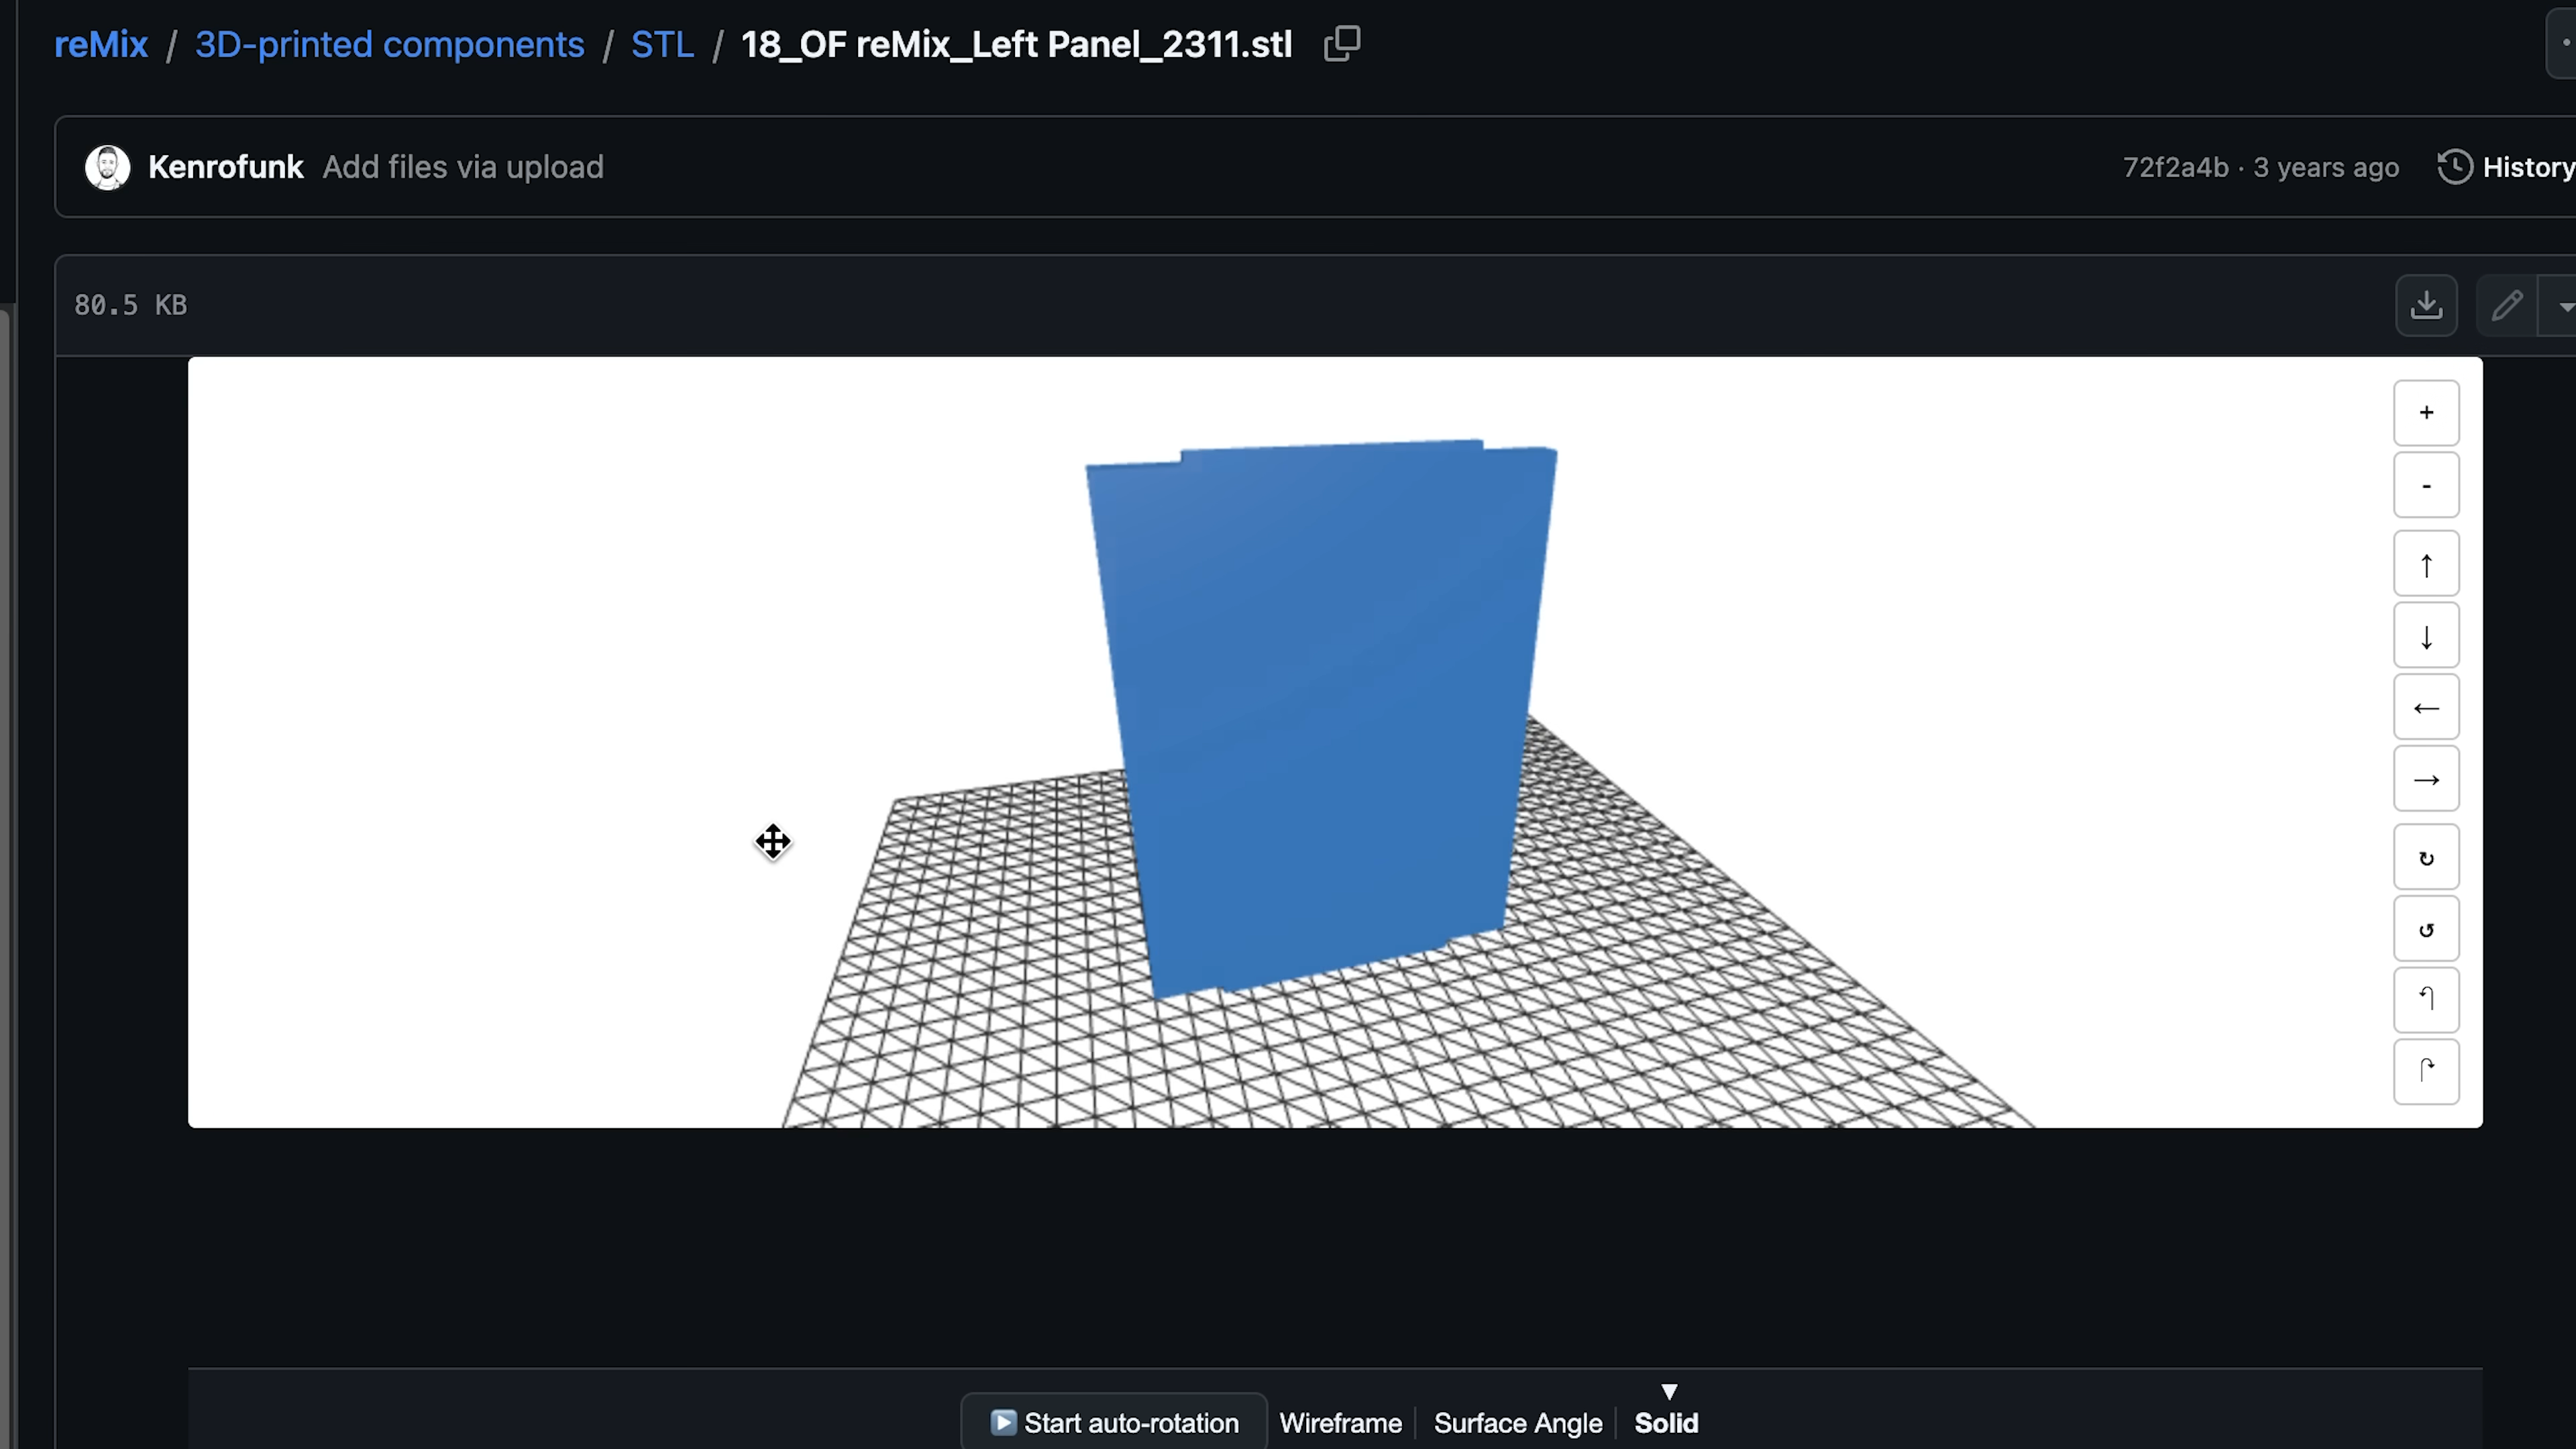 reMix / 3D-printed components / STL / 18_OF reMix_Left Panel_2311.stl
Kenrofunk Add files via upload 72f2a4b · 3 years ago History
80.5 KB
+
-
↑
↓
←
→
↻
↺
Start auto-rotation Wireframe Surface Angle Solid